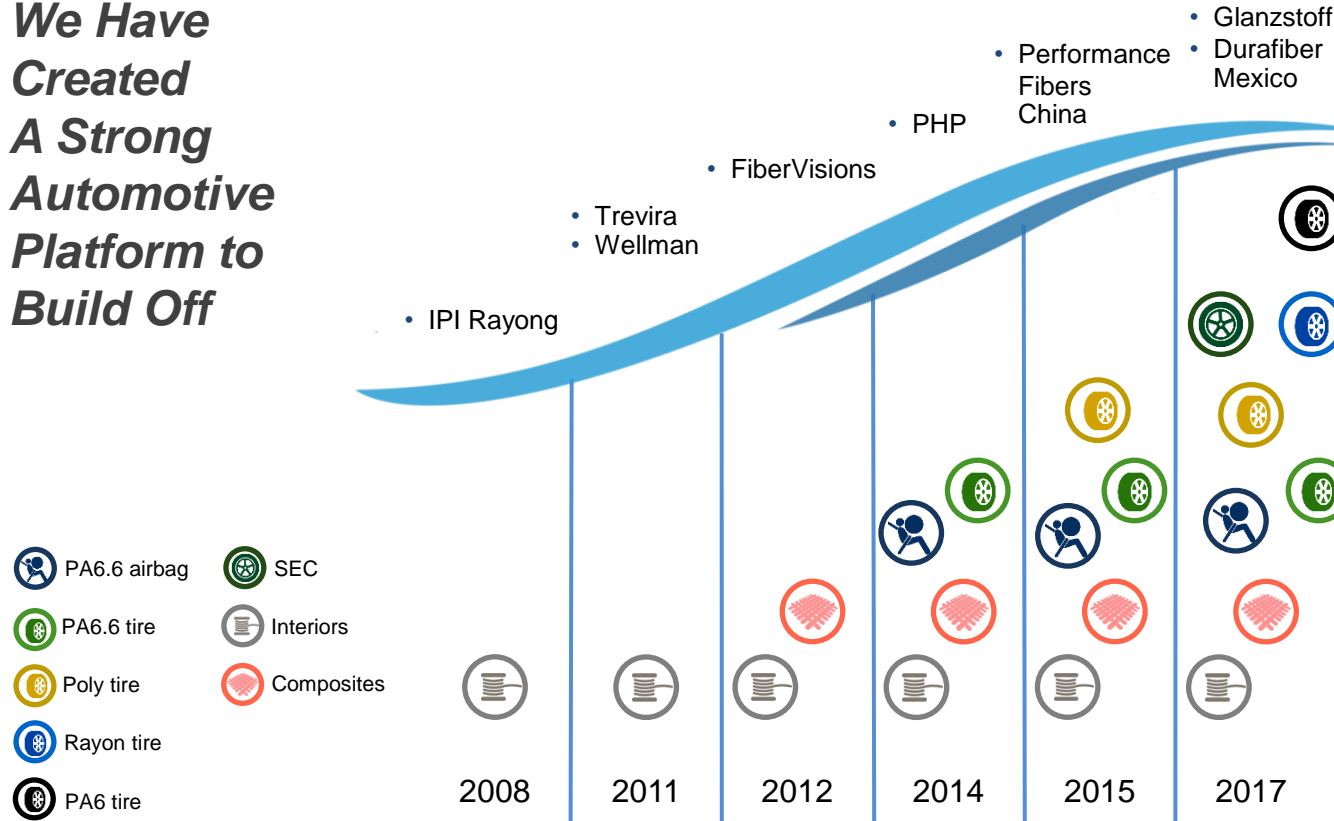 We Have
Created
A Strong
Automotive
Platform to
Build Off
• IPI Rayong
• Trevira
• Wellman
• FiberVisions
• PHP
• Performance
Fibers
China
• Glanzstoff
• Durafiber
Mexico
PA6.6 airbag
SEC
PA6.6 tire
Interiors
Poly tire
Composites
Rayon tire
PA6 tire
2008
2011
2012
2014
2015
2017